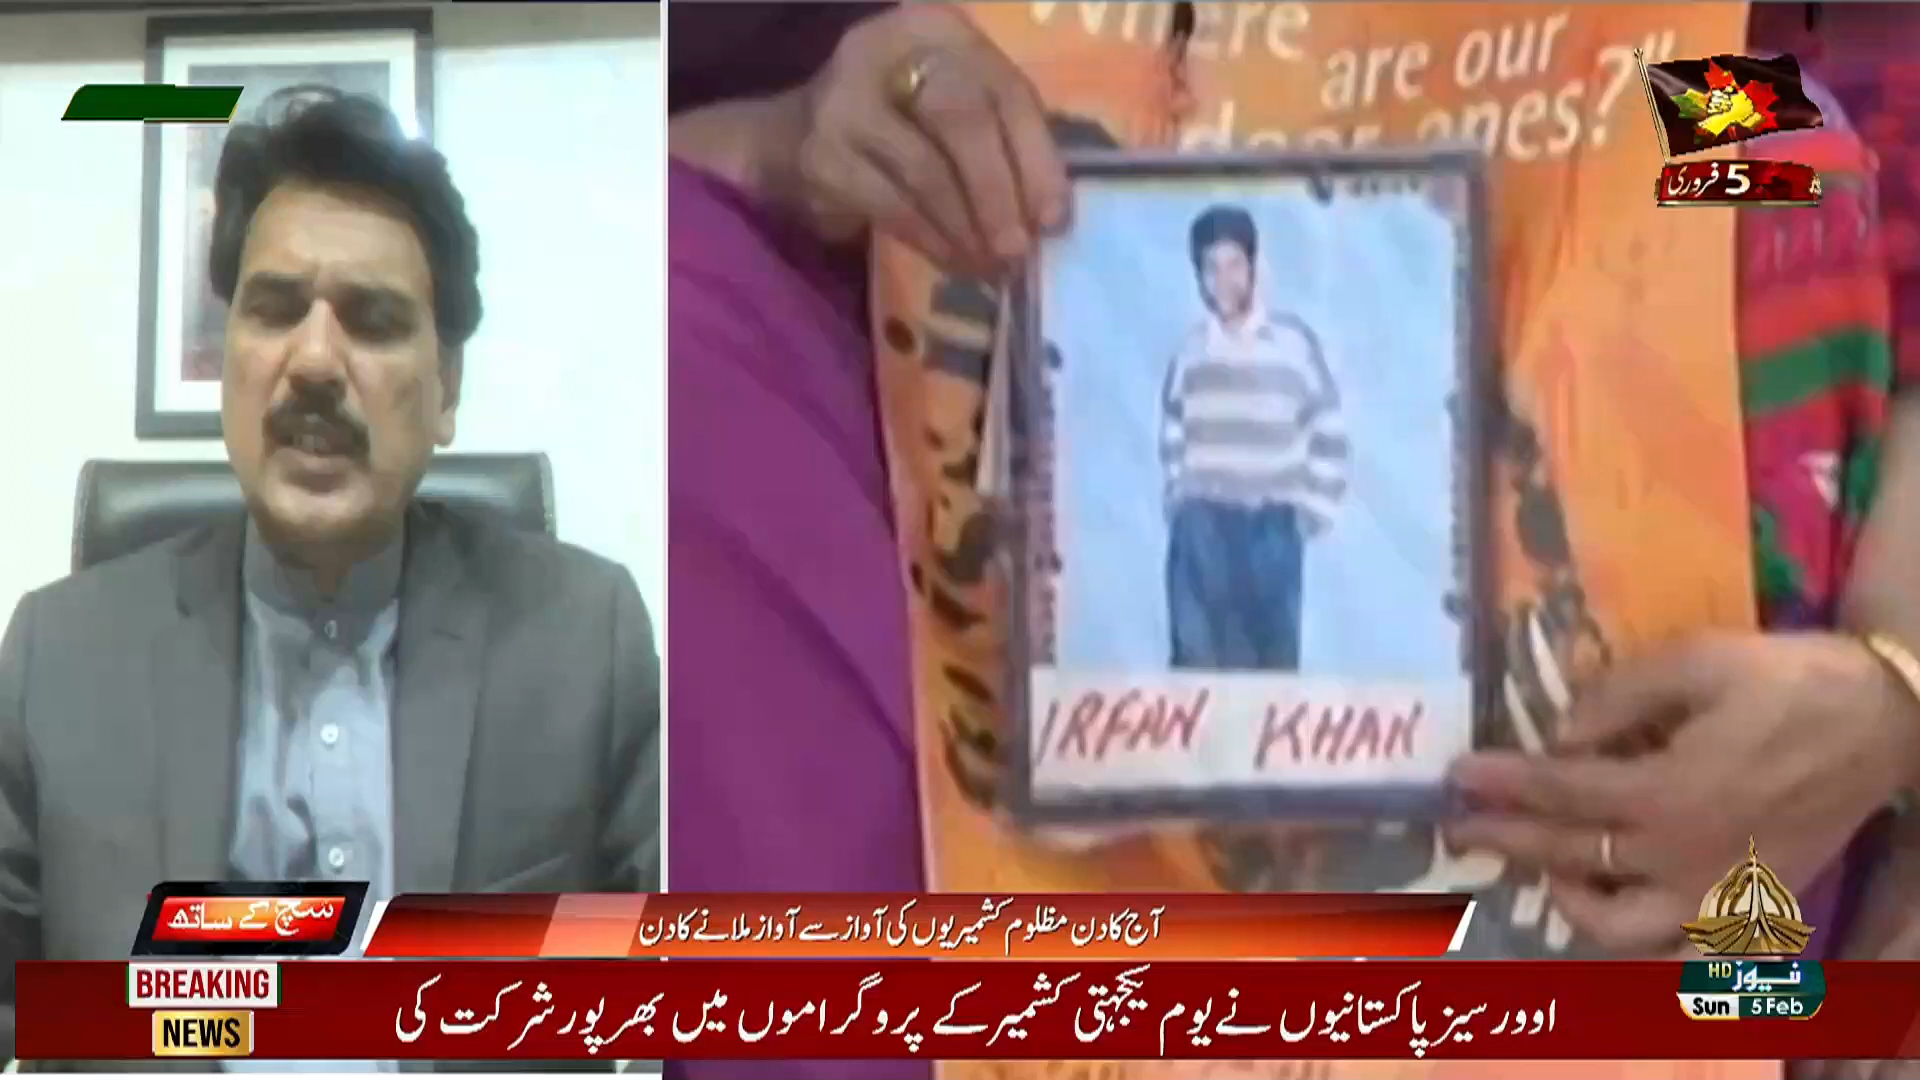 Where
are our
dear ones?"
5 فروری
IRFAN KHAN
سچ کے ساتھ
آج کا دن مظلوم کشمیریوں کی آواز سے آواز ملانے کا دن
نیوز HD
Sun 5 Feb
BREAKING
NEWS
اوورسیز پاکستانیوں نے یوم یکجہتی کشمیر کے پروگراموں میں بھرپور شرکت کی